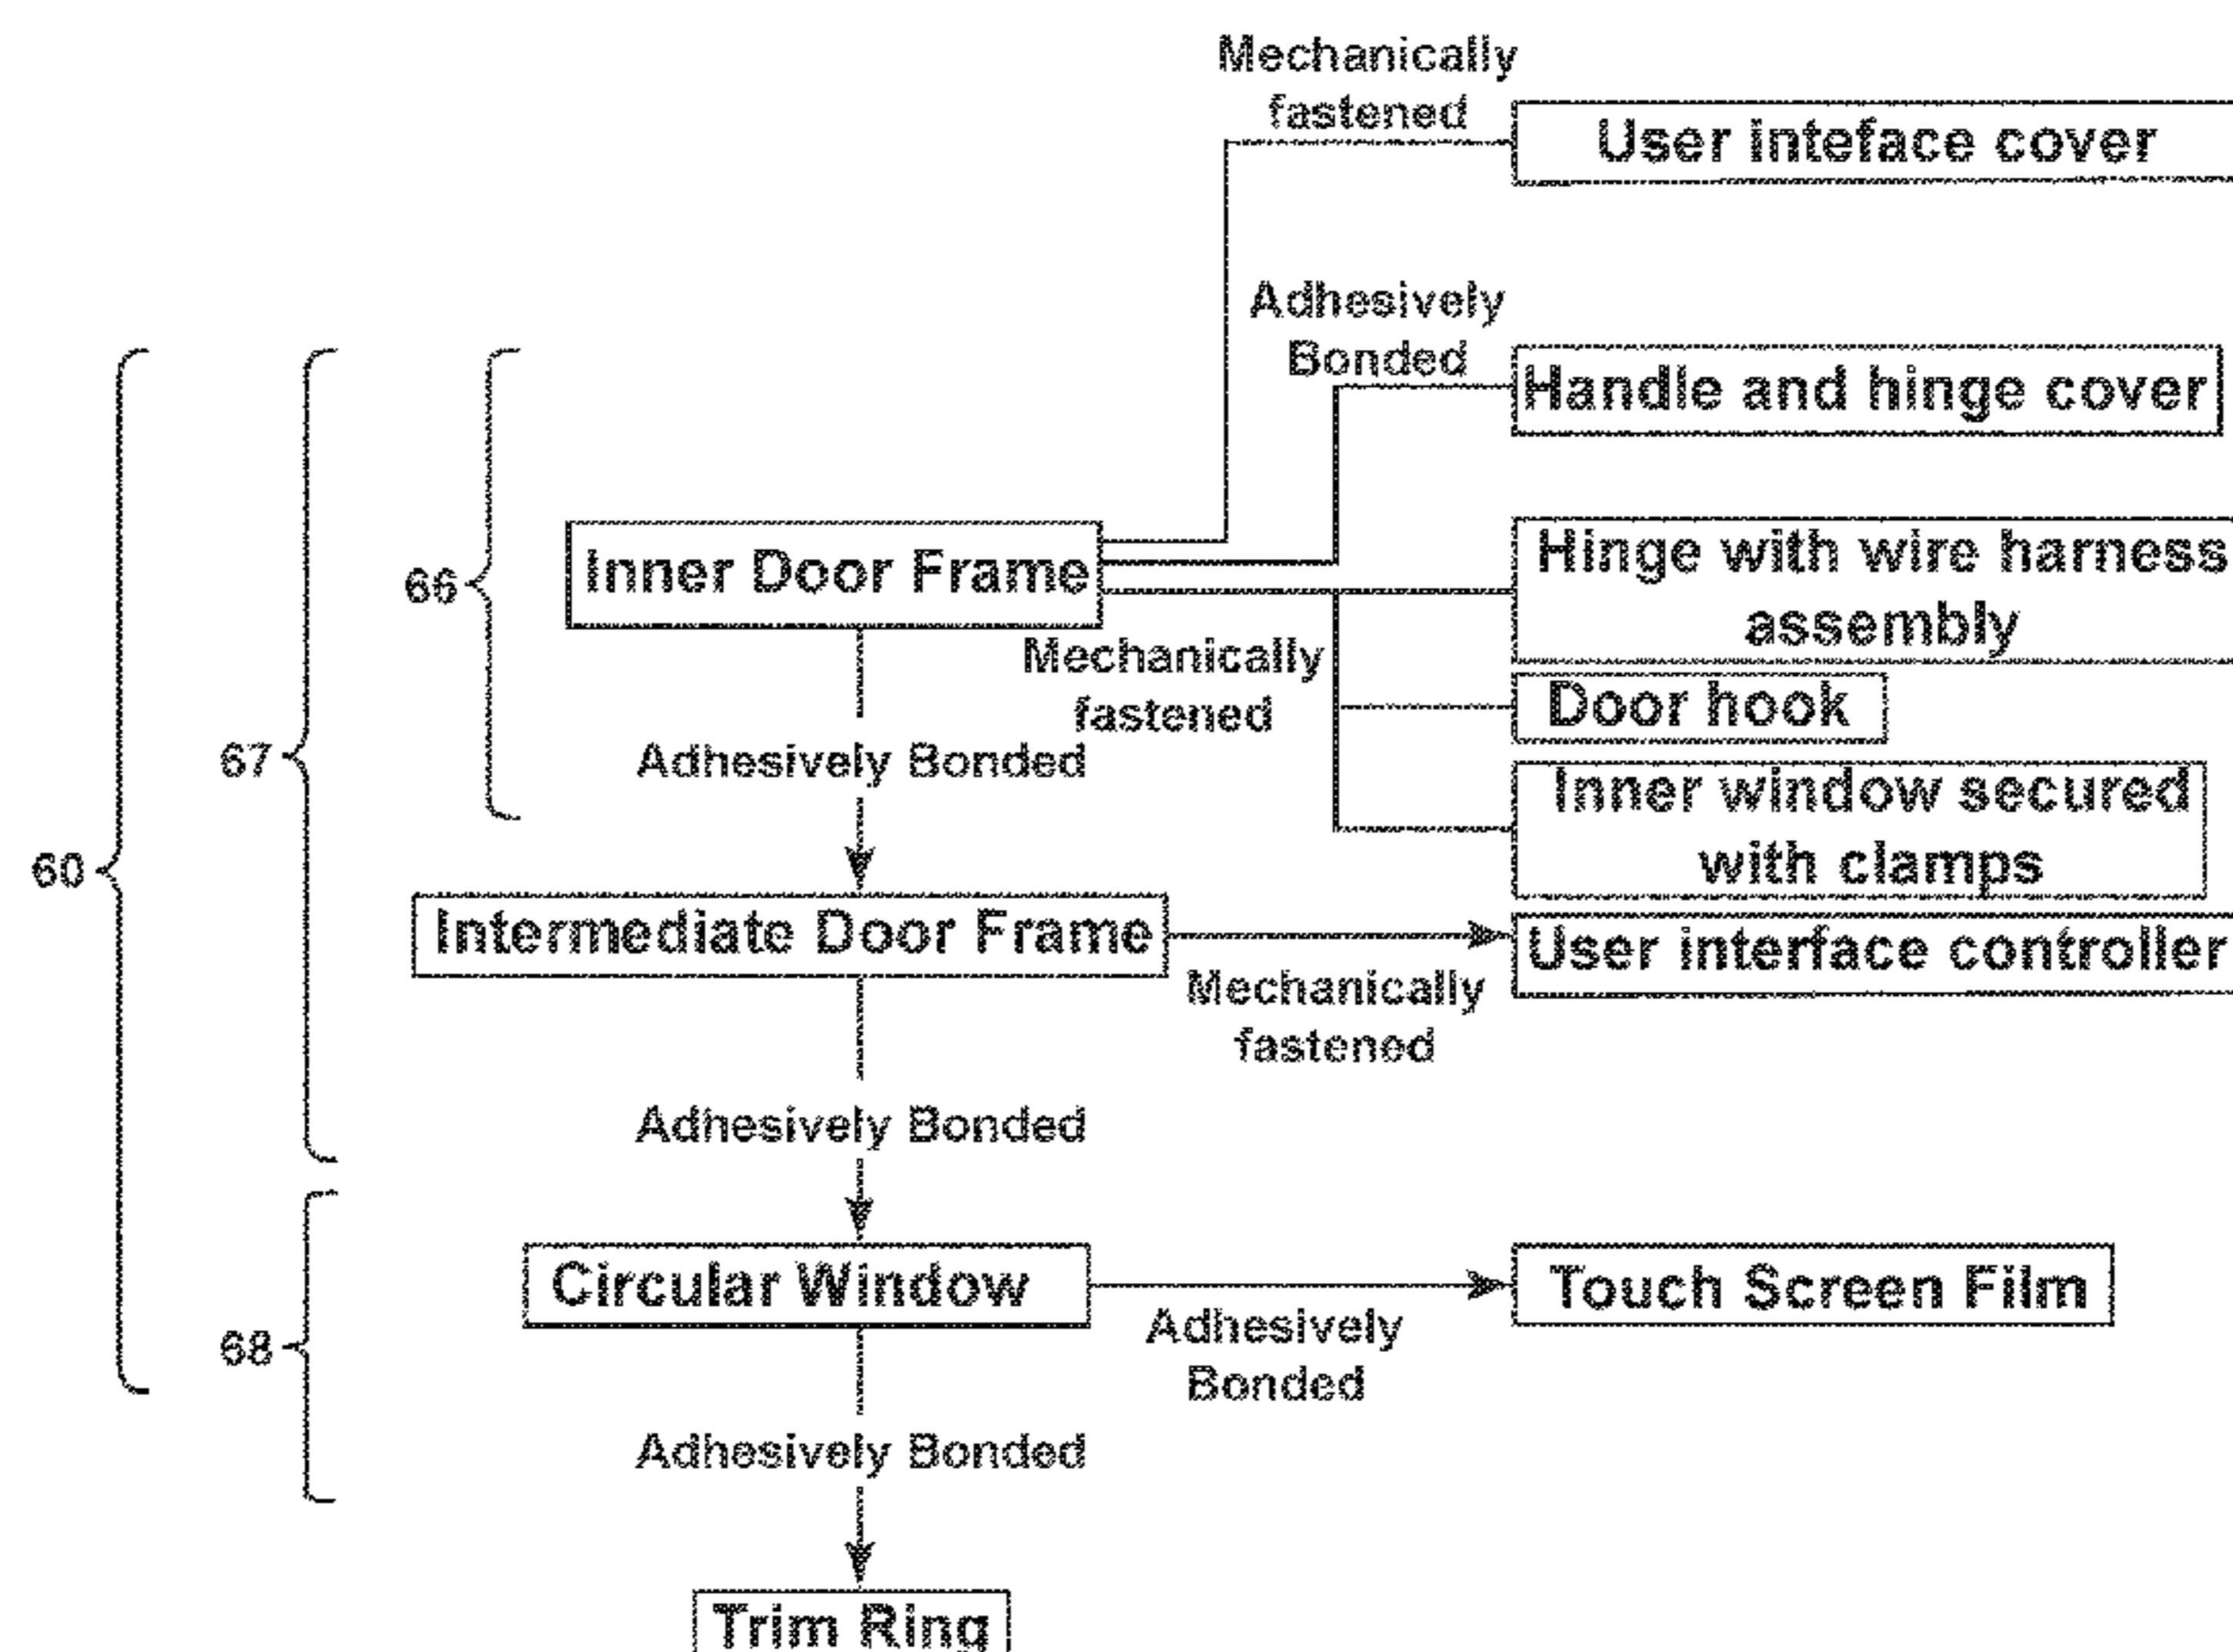 Mechanically
fastened
User inteface cover
Adhesively
Bonded
Handle and hinge cover
Inner Door Frame
66
Hinge with wire harness
assembly
Mechanically
fastened
Door hook
67
Adhesively Bonded
Inner window secured
with clamps
60
Intermediate Door Frame
User interface controller
Mechanically
fastened
Adhesively Bonded
Circular Window
Touch Screen Film
68
Adhesively
Bonded
Adhesively Bonded
Trim Ring